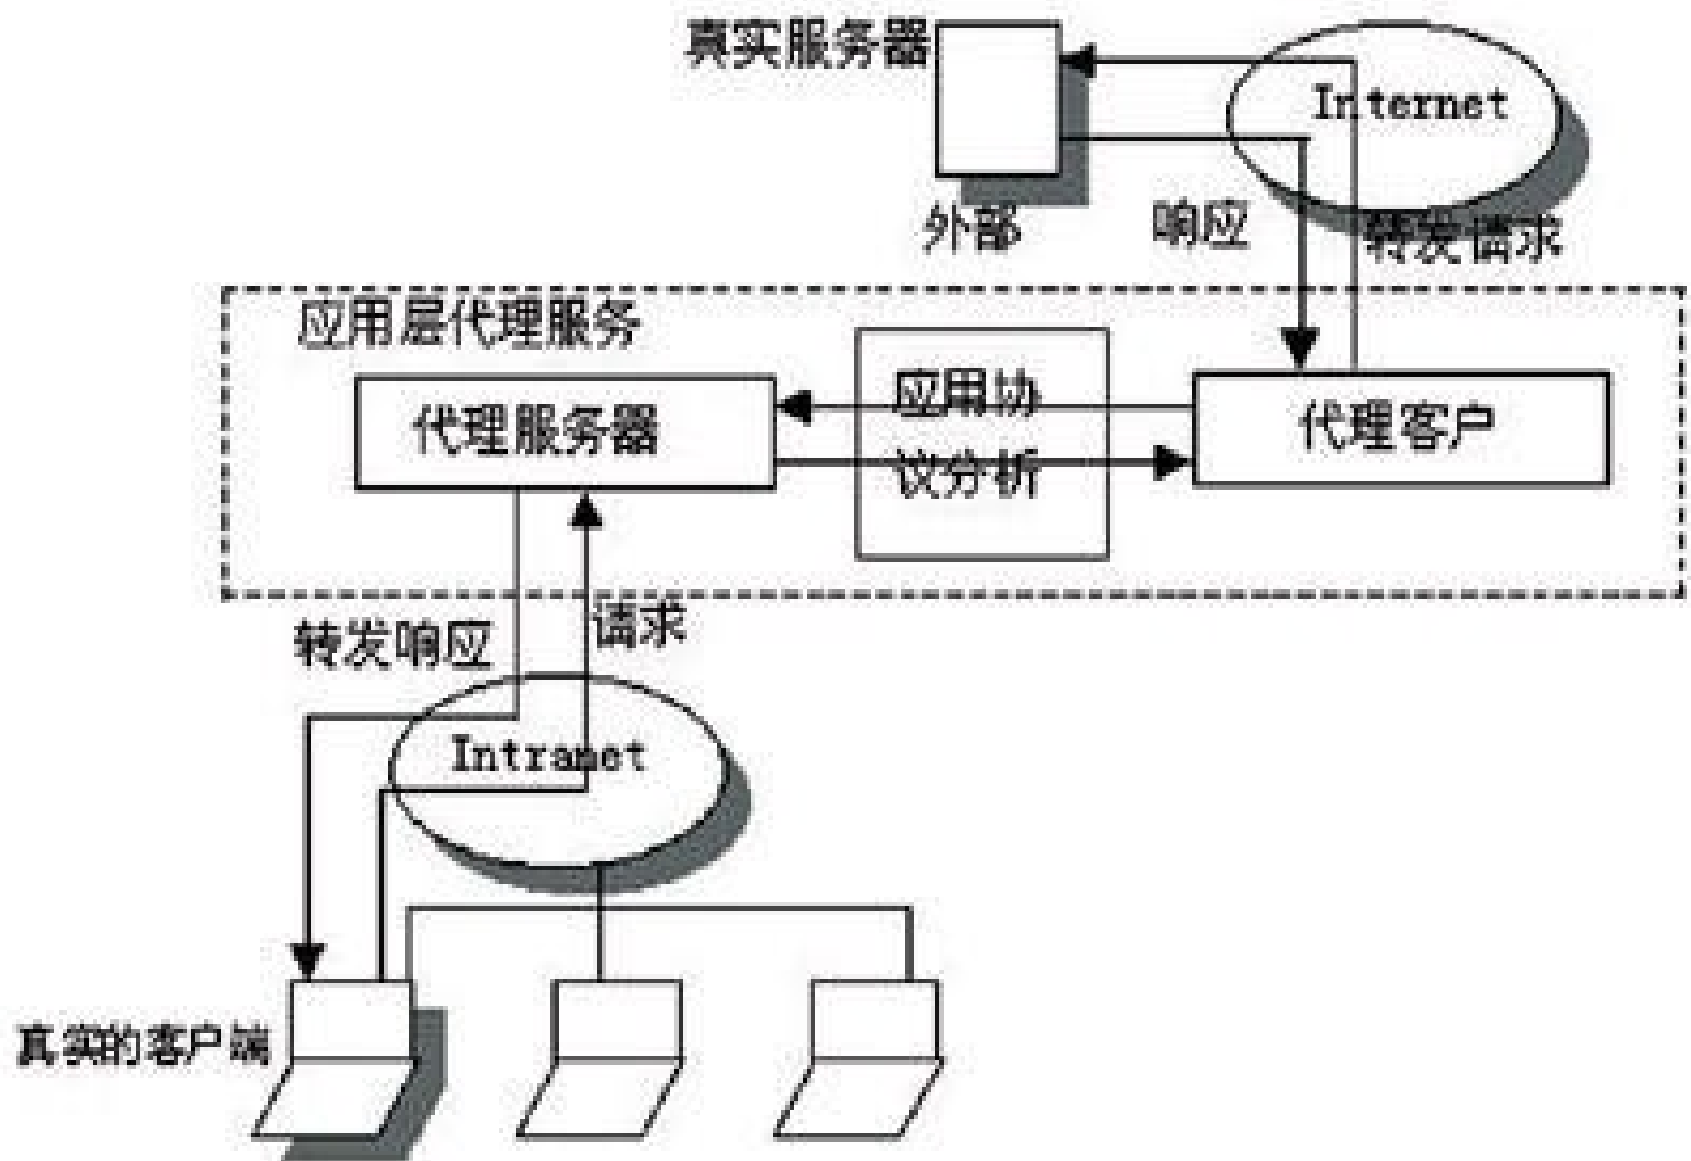 真实服务器
Internet
外部
响应
转发请求
应用层代理服务
代理服务器
应用协
议分析
代理客户
转发响应
请求
Intranet
真实的客户端